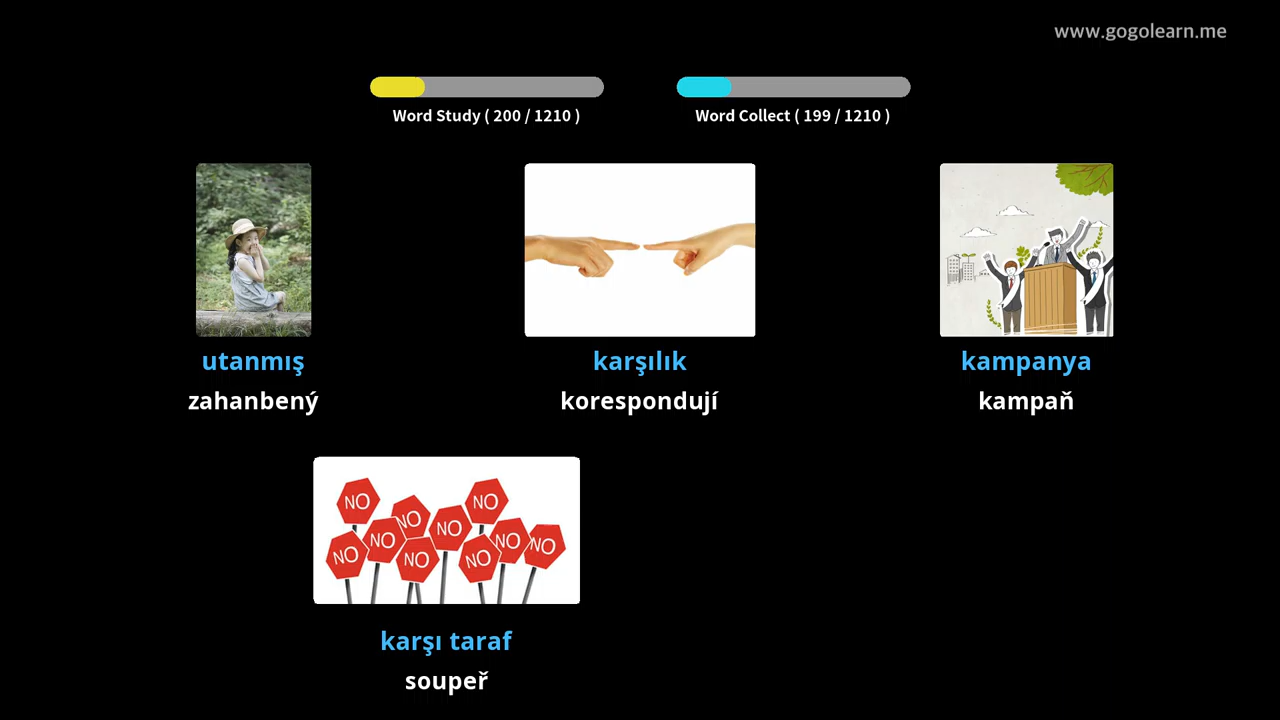 www.gogolearn.me
Word Study ( 200 / 1210 )
Word Collect ( 199 / 1210 )
utanmış
zahanbený
karşılık
korespondují
kampanya
kampaň
NO
NO
NO
NO
NO
NO
NO
NO
NO
NO
karşı taraf
soupeř